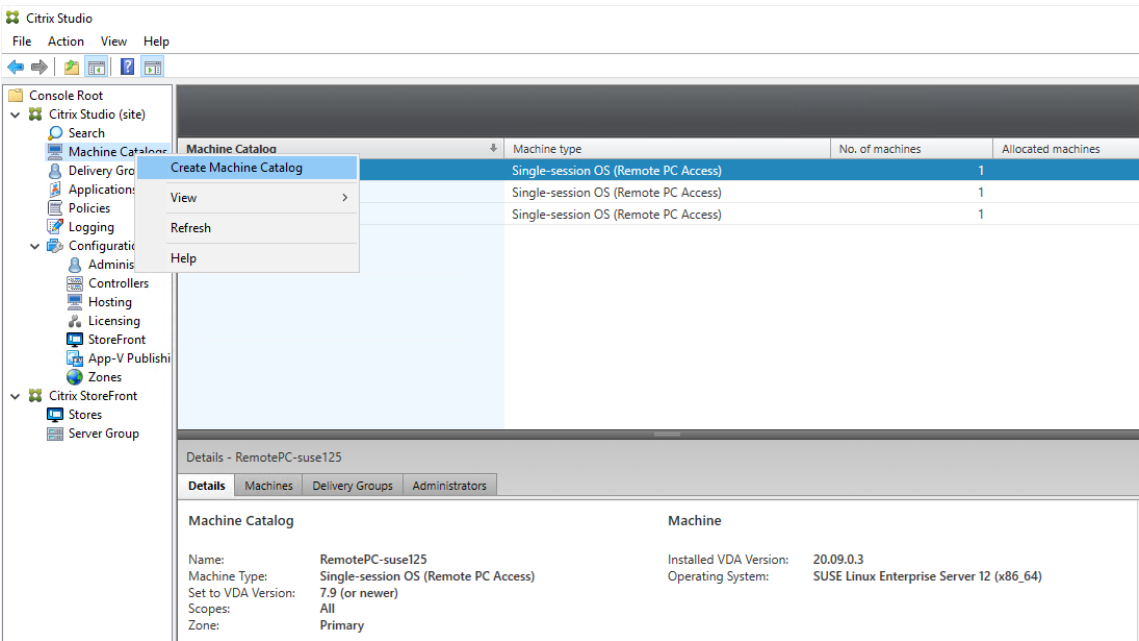 Citrix Studio
File Action View Help
Console Root
Citrix Studio (site)
Search
Machine Catalogs
Delivery Gro
Applications
Policies
Logging
Configuratio
Adminis
Controllers
Hosting
Licensing
StoreFront
App-V Publishi
Zones
Citrix StoreFront
Stores
Server Group
Create Machine Catalog
View
Refresh
Help
Machine Catalog Machine type No. of machines Allocated machines
Single-session OS (Remote PC Access) 1
Single-session OS (Remote PC Access) 1
Single-session OS (Remote PC Access) 1
Details - RemotePC-suse125
Details Machines Delivery Groups Administrators
Machine Catalog Machine
Name: RemotePC-suse125 Installed VDA Version: 20.09.0.3
Machine Type: Single-session OS (Remote PC Access) Operating System: SUSE Linux Enterprise Server 12 (x86_64)
Set to VDA Version: 7.9 (or newer)
Scopes: All
Zone: Primary